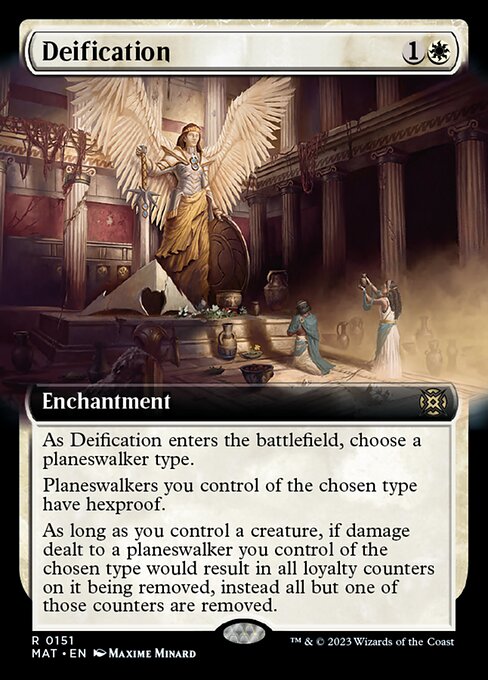 Deification 1
Enchantment
As Deification enters the battlefield, choose a
planeswalker type.
Planeswalkers you control of the chosen type
have hexproof.
As long as you control a creature, if damage
dealt to a planeswalker you control of the
chosen type would result in all loyalty counters
on it being removed, instead all but one of
those counters are removed.
R 0151 ™ & © 2023 Wizards of the Coast
MAT • EN Maxime Minard